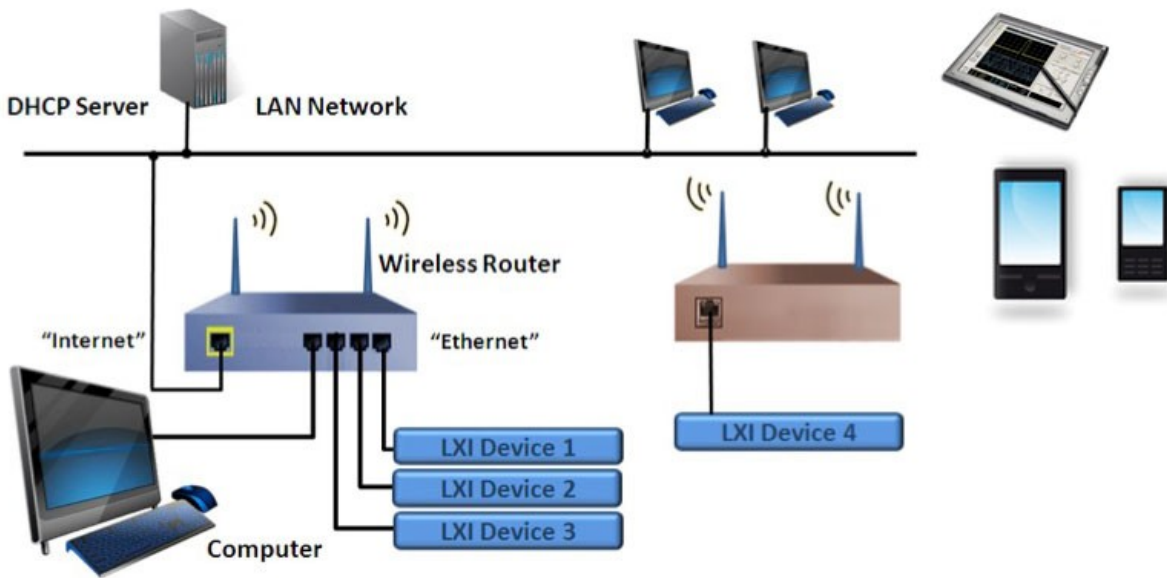 DHCP Server
LAN Network
Wireless Router
“Internet”
“Ethernet”
LXI Device 1
LXI Device 2
LXI Device 3
LXI Device 4
Computer